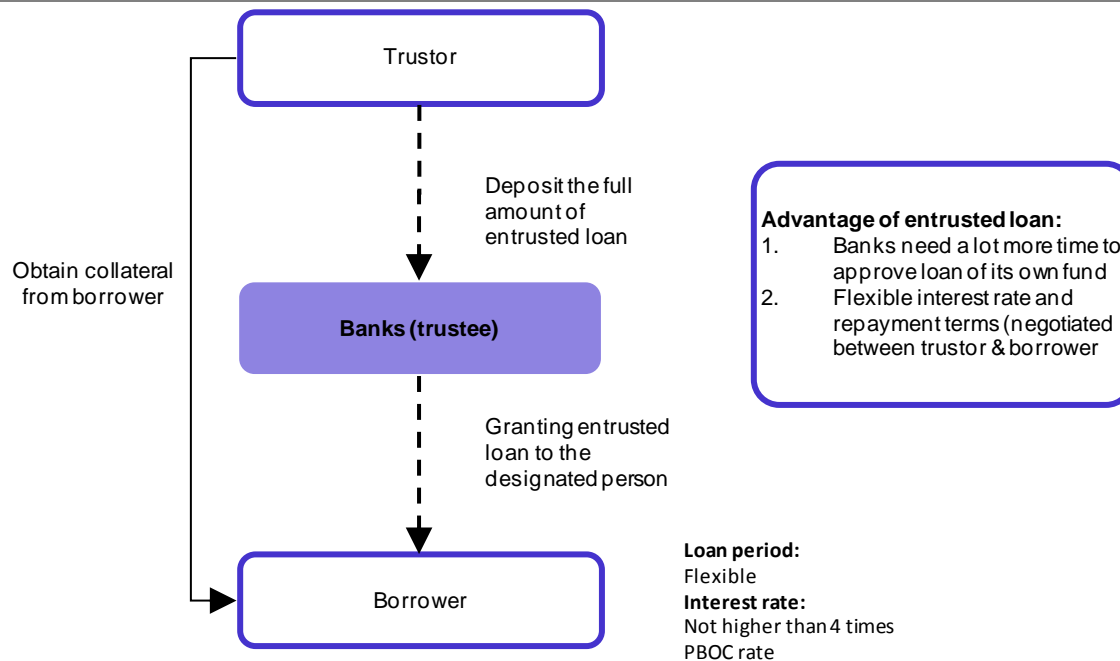 Trustor
Deposit the full
amount of
entrusted loan
Obtain collateral
from borrower
Banks (trustee)
Advantage of entrusted loan:
1. Banks need a lot more time to
approve loan of its own fund
2. Flexible interest rate and
repayment terms (negotiated
between trustor & borrower
Granting entrusted
loan to the
designated person
Borrower
Loan period:
Flexible
Interest rate:
Not higher than 4 times
PBOC rate